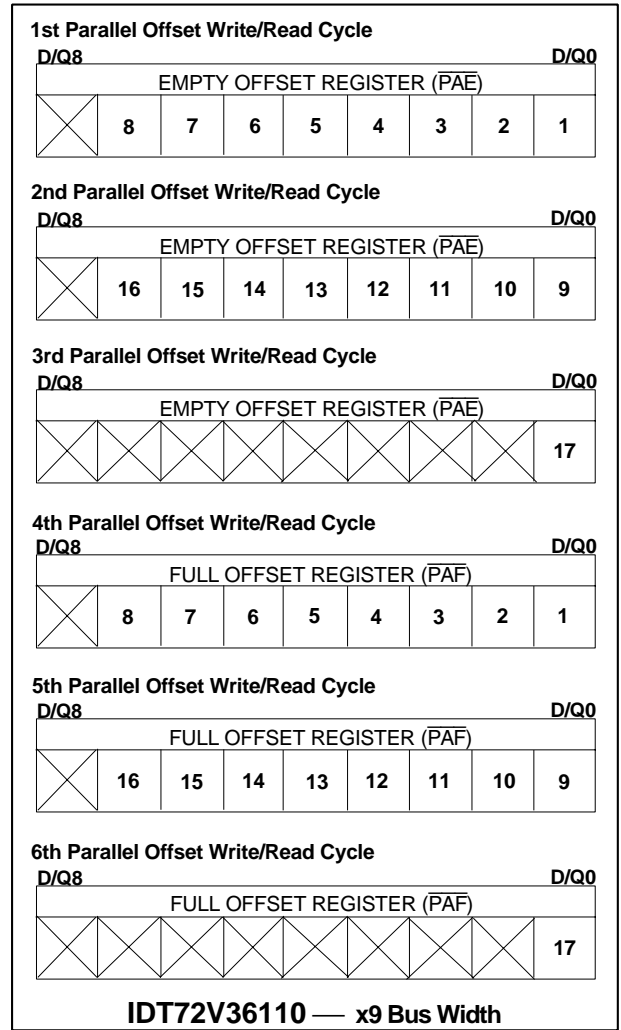 1st Parallel Offset Write/Read Cycle
D/Q8 D/Q0
EMPTY OFFSET REGISTER (PAE)
8 7 6 5 4 3 2 1
2nd Parallel Offset Write/Read Cycle
D/Q8 D/Q0
EMPTY OFFSET REGISTER (PAE)
16 15 14 13 12 11 10 9
3rd Parallel Offset Write/Read Cycle
D/Q8 D/Q0
EMPTY OFFSET REGISTER (PAE)
17
4th Parallel Offset Write/Read Cycle
D/Q8 D/Q0
FULL OFFSET REGISTER (PAF)
8 7 6 5 4 3 2 1
5th Parallel Offset Write/Read Cycle
D/Q8 D/Q0
FULL OFFSET REGISTER (PAF)
16 15 14 13 12 11 10 9
6th Parallel Offset Write/Read Cycle
D/Q8 D/Q0
FULL OFFSET REGISTER (PAF)
17
IDT72V36110 — x9 Bus Width